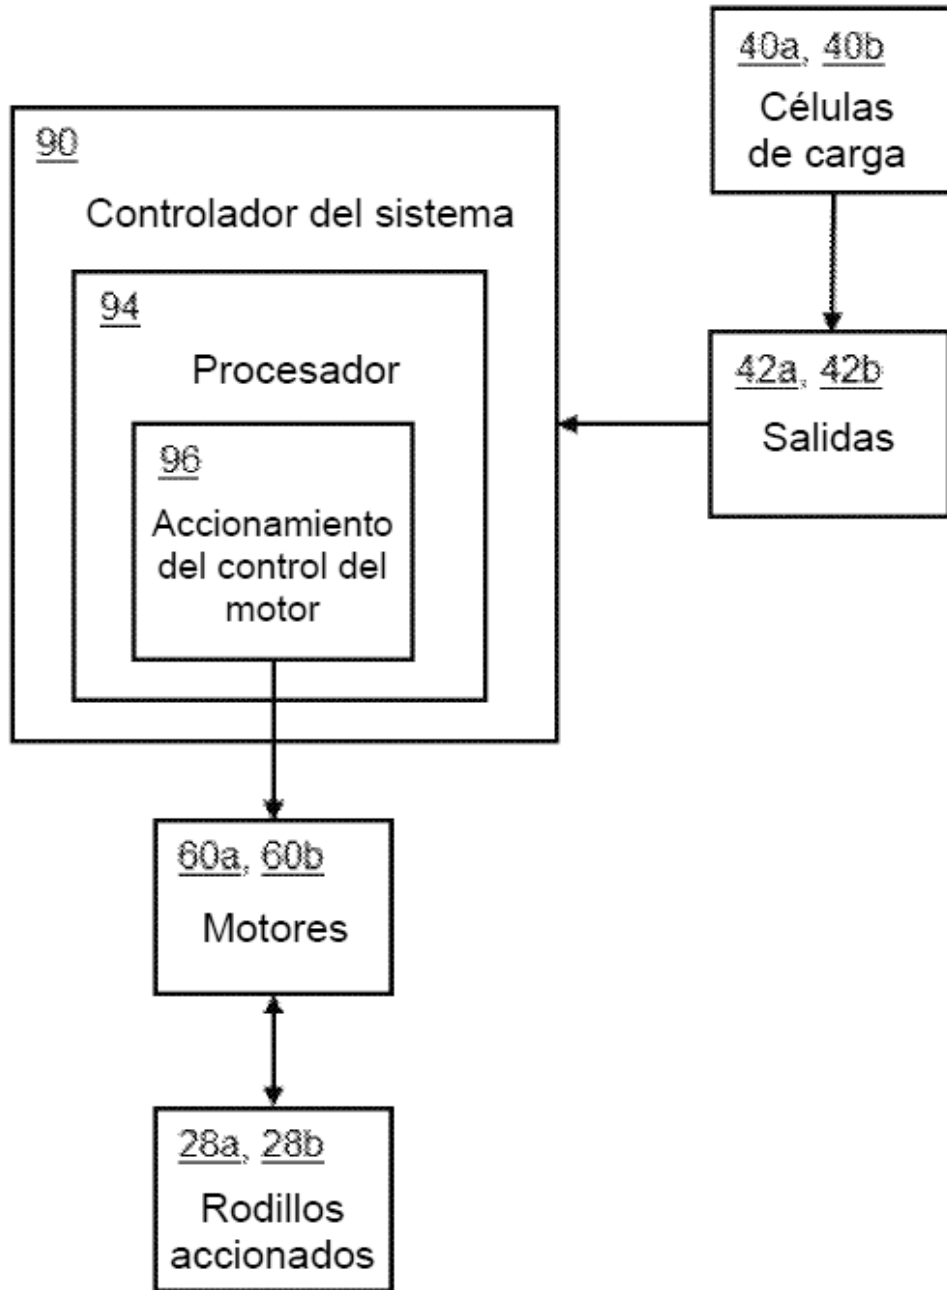 40a, 40b
Células
de carga
90
Controlador del sistema
94
Procesador
42a, 42b
Salidas
96
Accionamiento
del control del
motor
60a, 60b
Motores
28a, 28b
Rodillos
accionados